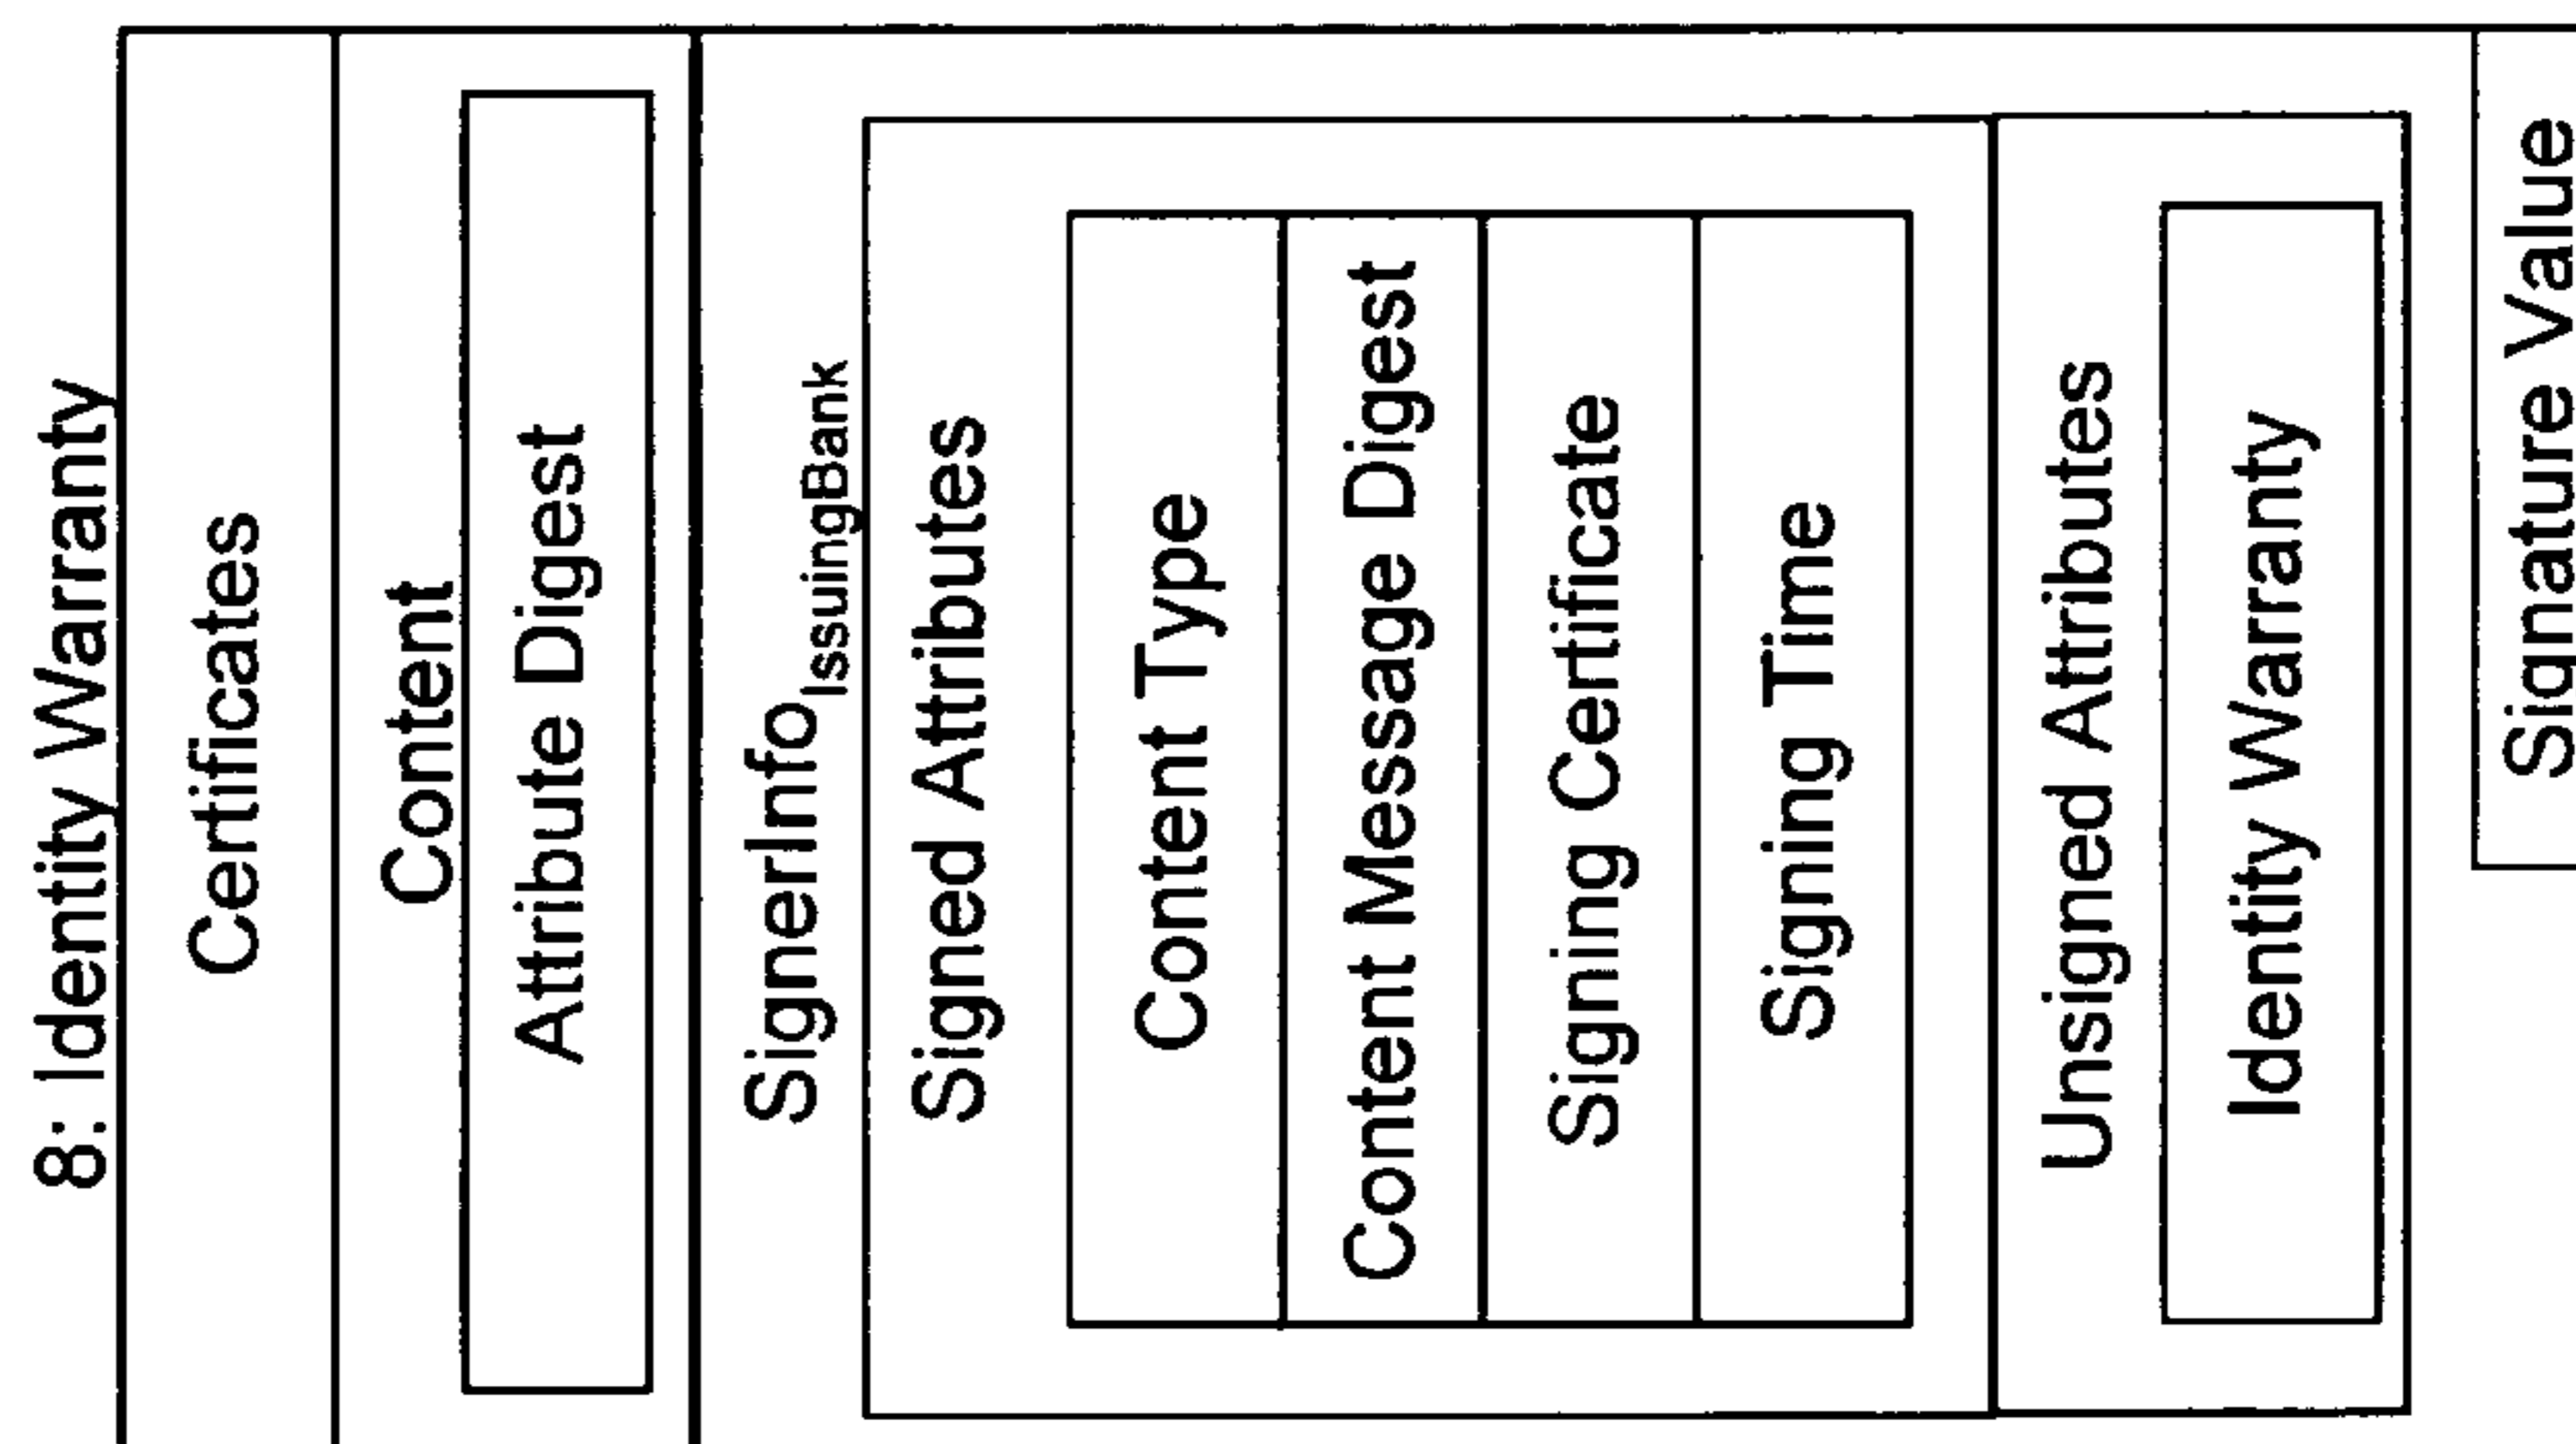 8: Identity Warranty
Certificates
Content
Attribute Digest
SignerInfoIssuingBank
Signed Attributes
Content Type
Content Message Digest
Signing Certificate
Signing Time
Unsigned Attributes
Identity Warranty
Signature Value